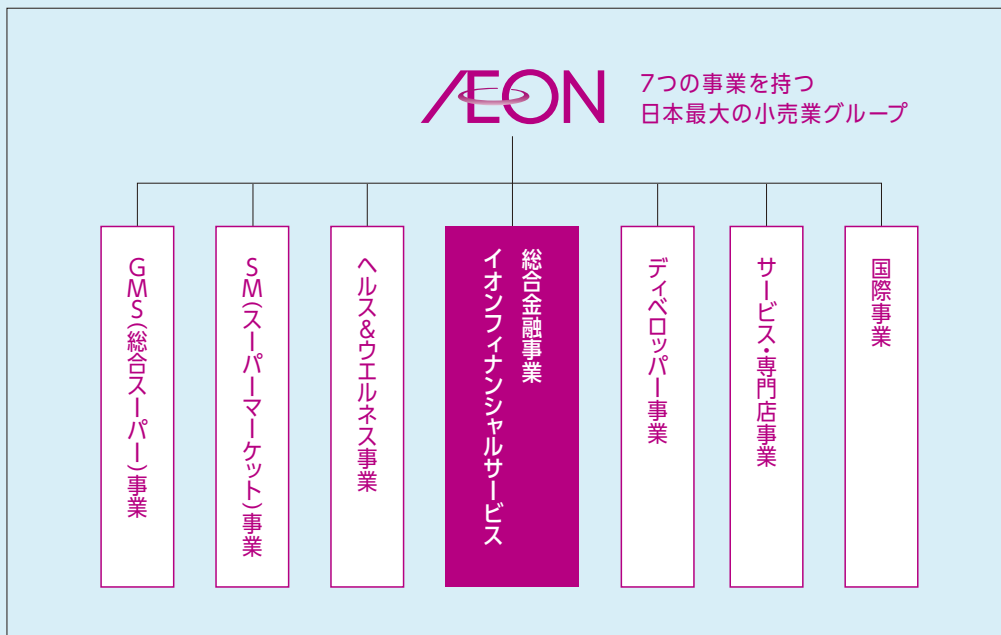 ÆON
7つの事業を持つ
日本最大の小売業グループ
GMS(総合スーパー)事業
SM(スーパーマーケット)事業
ヘルス&ウエルネス事業
総合金融事業
イオンフィナンシャルサービス
ディベロッパー事業
サービス・専門店事業
国際事業